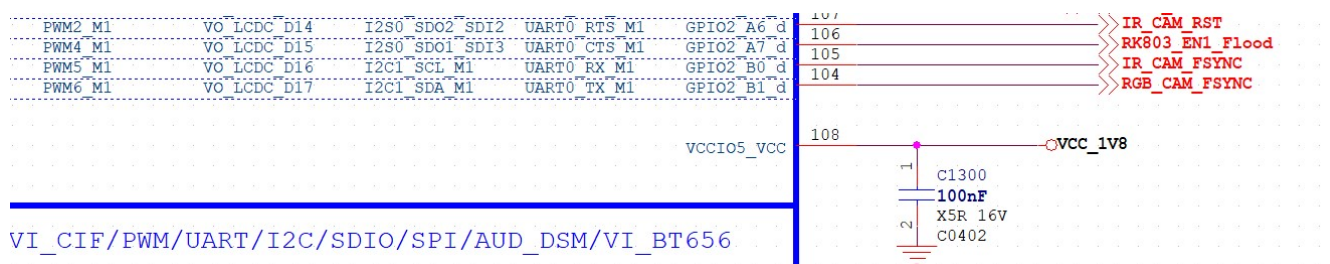 PWM2_M1 VO_LCDC_D14 I2S0_SDO2_SDI2 UART0_RTS_M1 GPIO2_A6_d 107 IR_CAM_RST
PWM4_M1 VO_LCDC_D15 I2S0_SDO1_SDI3 UART0_CTS_M1 GPIO2_A7_d 106 RK803_EN1_Flood
PWM5_M1 VO_LCDC_D16 I2C1_SCL_M1 UART0_RX_M1 GPIO2_B0_d 105 IR_CAM_FSYNC
PWM6_M1 VO_LCDC_D17 I2C1_SDA_M1 UART0_TX_M1 GPIO2_B1_d 104 RGB_CAM_FSYNC
VCCIO5_VCC 108 VCC_1V8
1 C1300
100nF
X5R 16V
2 C0402
VI_CIF/PWM/UART/I2C/SDIO/SPI/AUD_DSM/VI_BT656